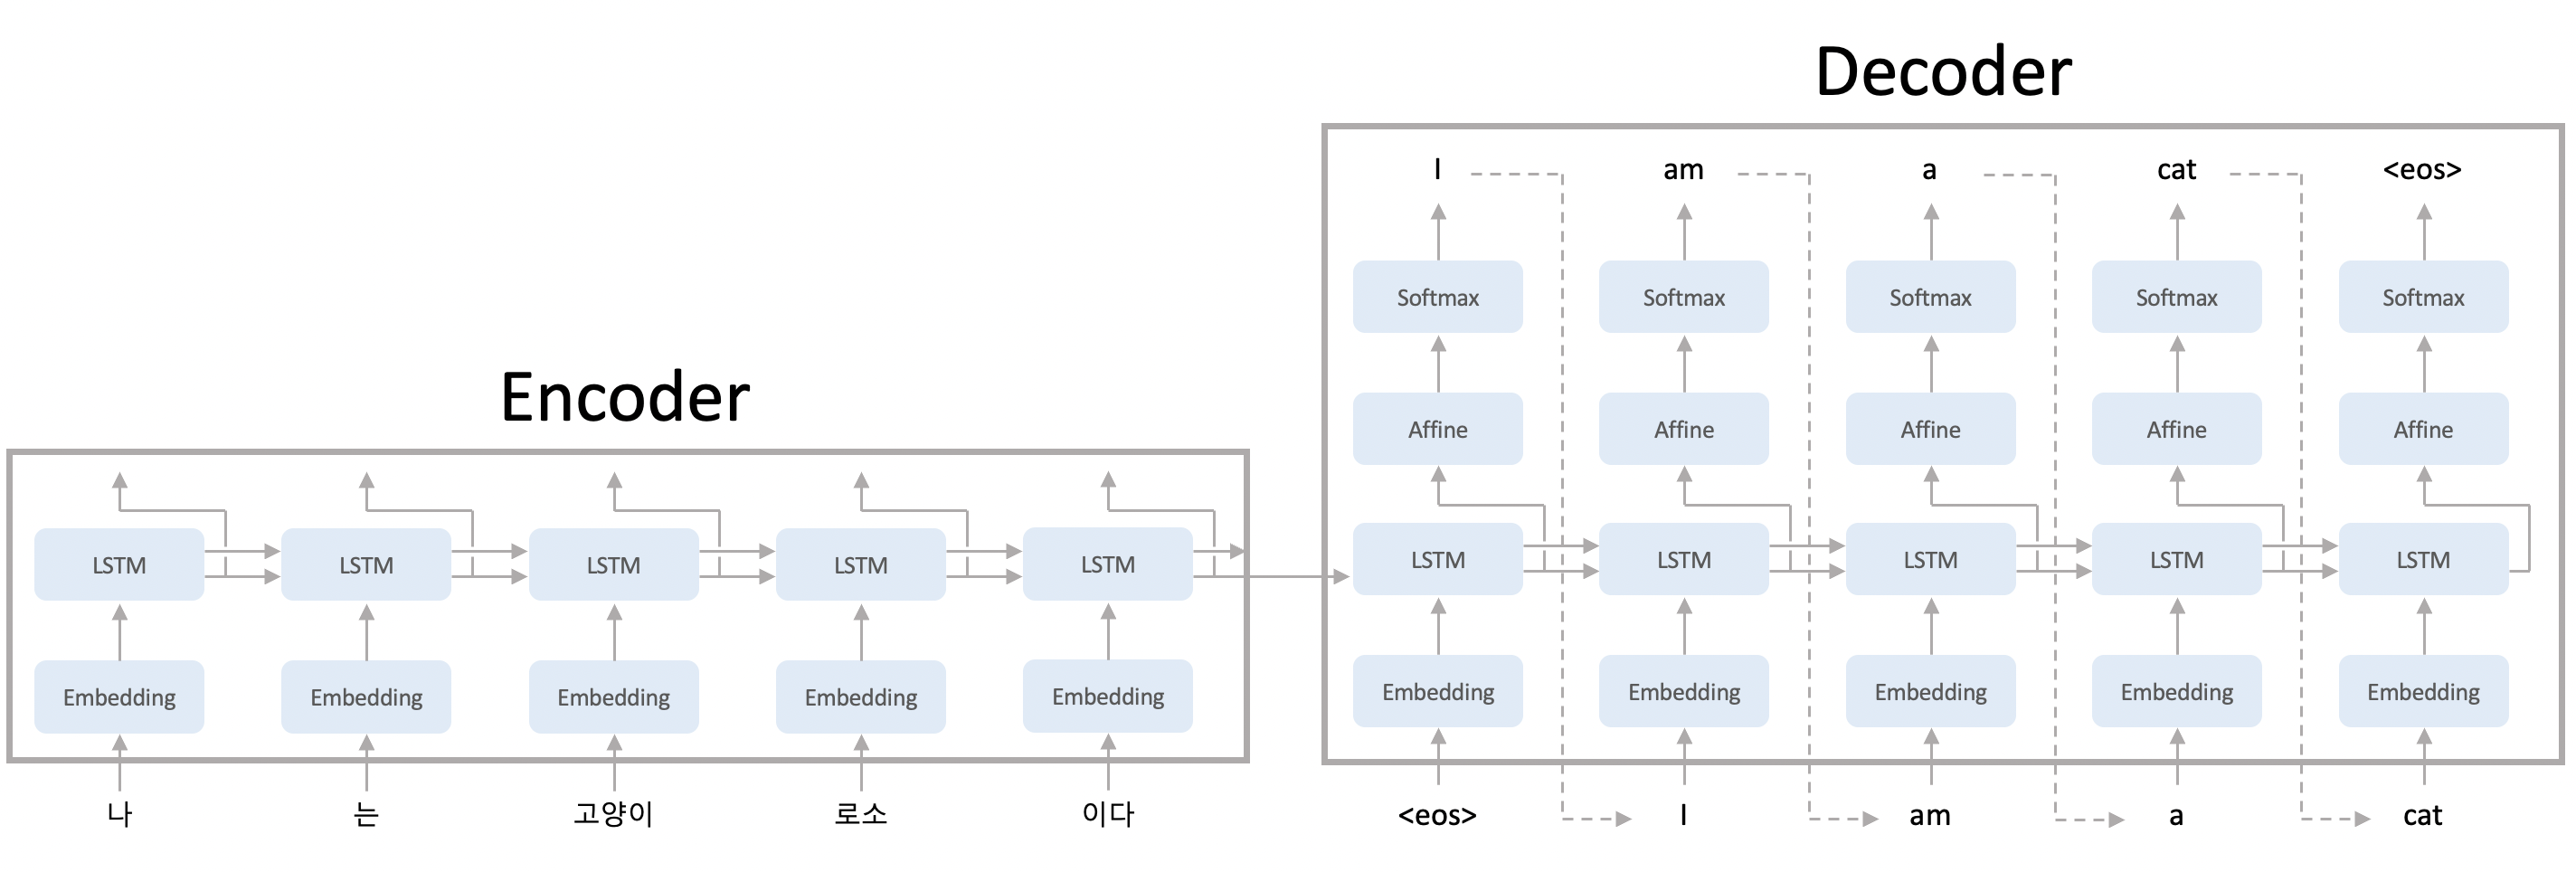 Decoder
I am a cat <eos>
Softmax Softmax Softmax Softmax Softmax
Encoder
Affine Affine Affine Affine Affine
LSTM LSTM LSTM LSTM LSTM LSTM LSTM LSTM LSTM LSTM
Embedding Embedding Embedding Embedding Embedding Embedding Embedding Embedding Embedding Embedding
나 는 고양이 로소 이다 <eos> I am a cat